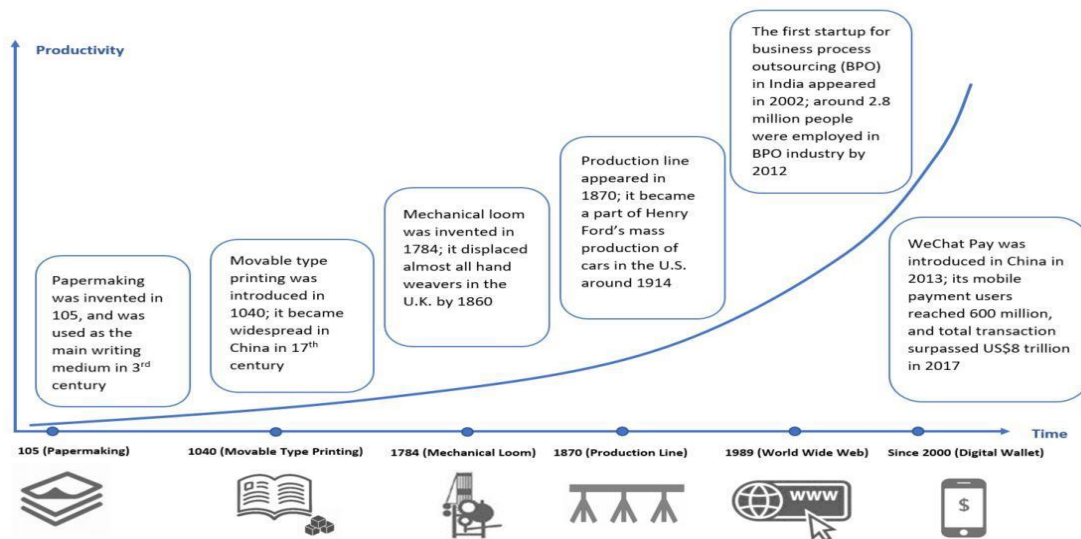 Productivity
The first startup for
business process
outsourcing (BPO)
in India appeared
in 2002; around 2.8
million people
were employed in
BPO industry by
2012
Production line
appeared in
1870; it became
a part of Henry
Ford's mass
production of
cars in the U.S.
around 1914
Mechanical loom
was invented in
1784; it displaced
almost all hand
weavers in the
U.K. by 1860
Movable type
printing was
introduced in
1040; it became
widespread in
China in 17th
century
Papermaking
was invented in
105, and was
used as the
main writing
medium in 3rd
century
WeChat Pay was
introduced in China in
2013; its mobile
payment users
reached 600 million,
and total transaction
surpassed US$8 trillion
in 2017
Time
105 (Papermaking)
1040 (Movable Type Printing)
1784 (Mechanical Loom)
1870 (Production Line)
1989 (World Wide Web)
Since 2000 (Digital Wallet)
www
$